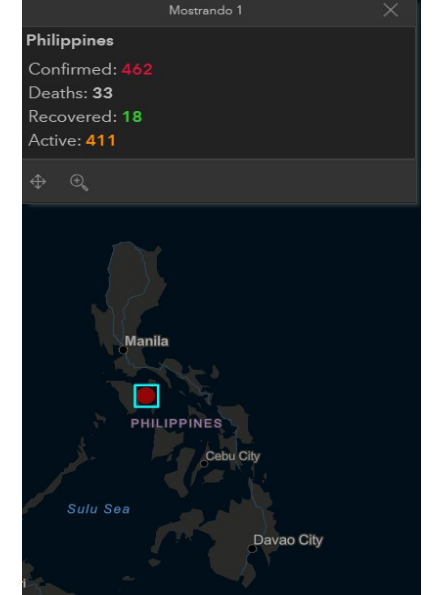 Mostrando 1
Philippines
Confirmed: 462
Deaths: 33
Recovered: 18
Active: 411
Manila
PHILIPPINES
Cebu City
Sulu Sea
Davao City